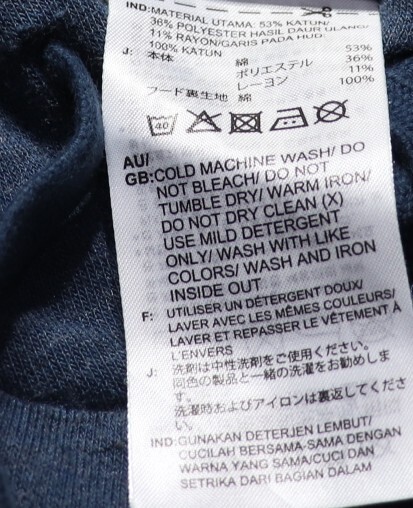 IND:MATERIAL UTAMA: 53% KATUN/
36% POLYESTER HASIL DAUR ULANG/
11% RAYON/GARIS PADA HUD:
100% KATUN
J: 本体 綿 53%
ポリエステル 36%
レーヨン 11%
フード裏生地 綿 100%
40
AU/
GB:COLD MACHINE WASH/ DO
NOT BLEACH/ DO NOT
TUMBLE DRY/ WARM IRON/
DO NOT DRY CLEAN (X)
USE MILD DETERGENT
ONLY/ WASH WITH LIKE
COLORS/ WASH AND IRON
INSIDE OUT
F: UTILISER UN DÉTERGENT DOUX/
LAVER AVEC LES MÊMES COULEURS/
LAVER ET REPASSER LE VÊTEMENT À
L'ENVERS
J: 洗剤は中性洗剤をご使用ください。
同色の製品と一緒の洗濯をお勧めしま
す。
洗濯時およびアイロンは裏返してくださ
い。
IND:GUNAKAN DETERJEN LEMBUT/
CUCILAH BERSAMA-SAMA DENGAN
WARNA YANG SAMA/CUCI DAN
SETRIKA DARI BAGIAN DALAM